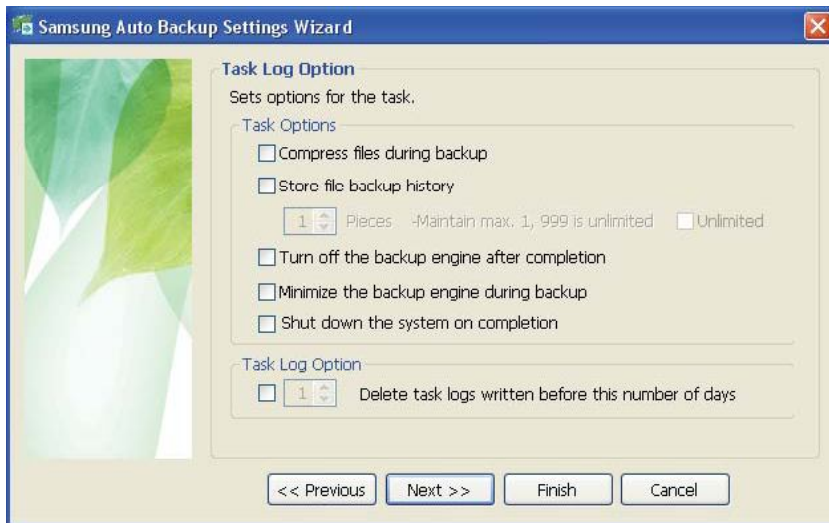 Samsung Auto Backup Settings Wizard
Task Log Option
Sets options for the task.
Task Options
Compress files during backup
Store file backup history
1 Pieces -Maintain max. 1, 999 is unlimited Unlimited
Turn off the backup engine after completion
Minimize the backup engine during backup
Shut down the system on completion
Task Log Option
1 Delete task logs written before this number of days
<< Previous Next >> Finish Cancel